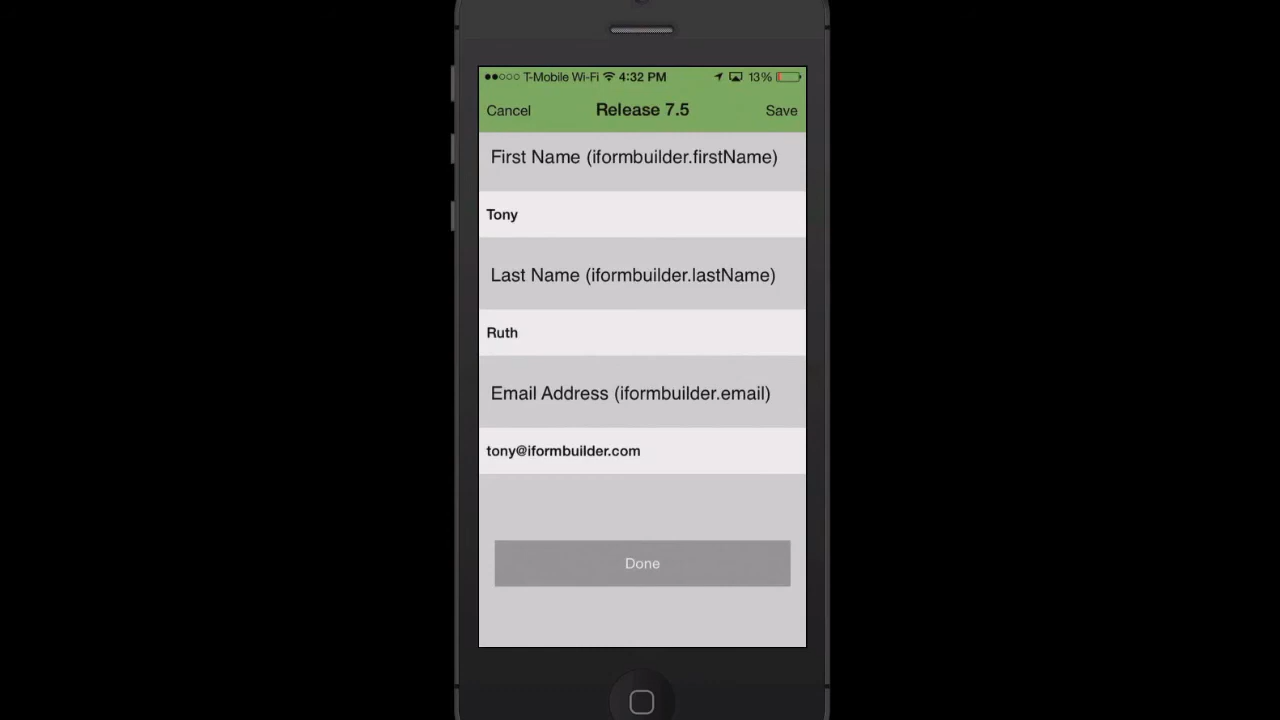 T-Mobile Wi-Fi 4:32 PM 13%
Cancel Release 7.5 Save
First Name (iformbuilder.firstName)
Tony
Last Name (iformbuilder.lastName)
Ruth
Email Address (iformbuilder.email)
tony@iformbuilder.com
Done